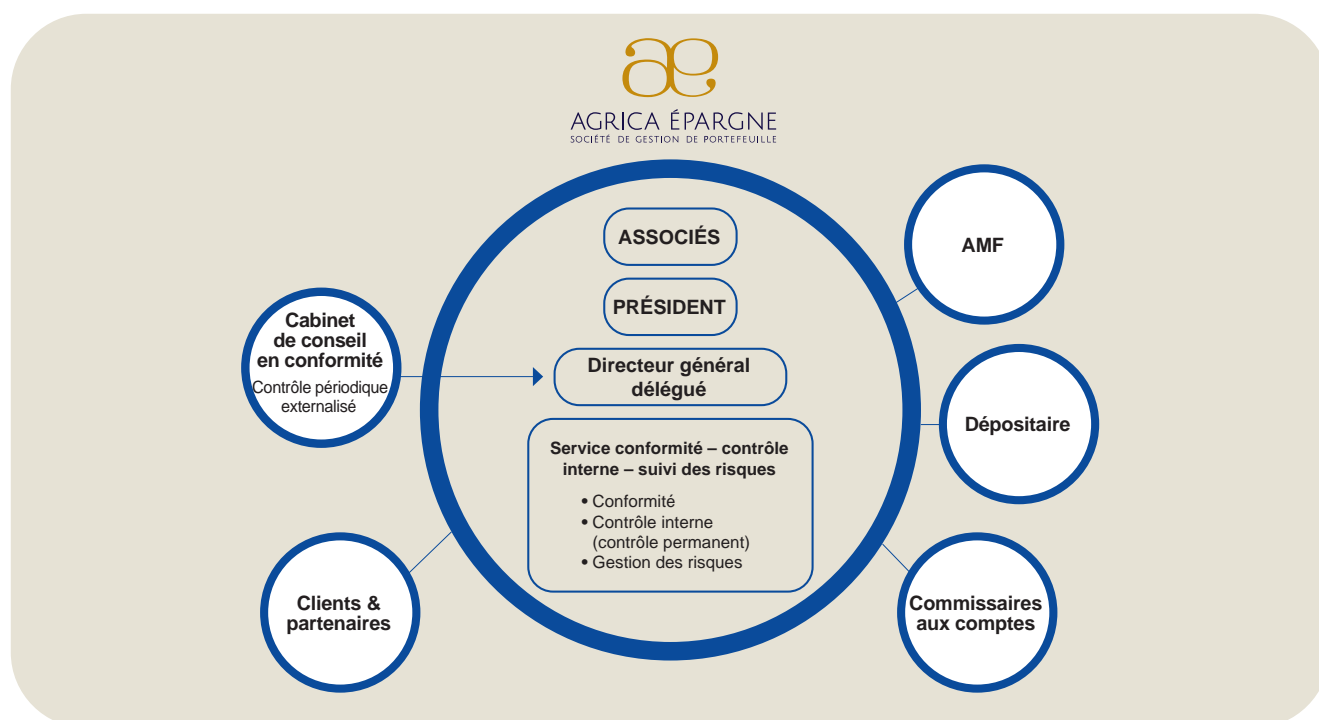 æ
AGRICA ÉPARGNE
SOCIÉTÉ DE GESTION DE PORTEFEUILLE
ASSOCIÉS
PRÉSIDENT
Directeur général
délégué
Service conformité – contrôle
interne – suivi des risques
• Conformité
• Contrôle interne
(contrôle permanent)
• Gestion des risques
Cabinet
de conseil
en conformité
Contrôle périodique
externalisé
Clients &
partenaires
AMF
Dépositaire
Commissaires
aux comptes